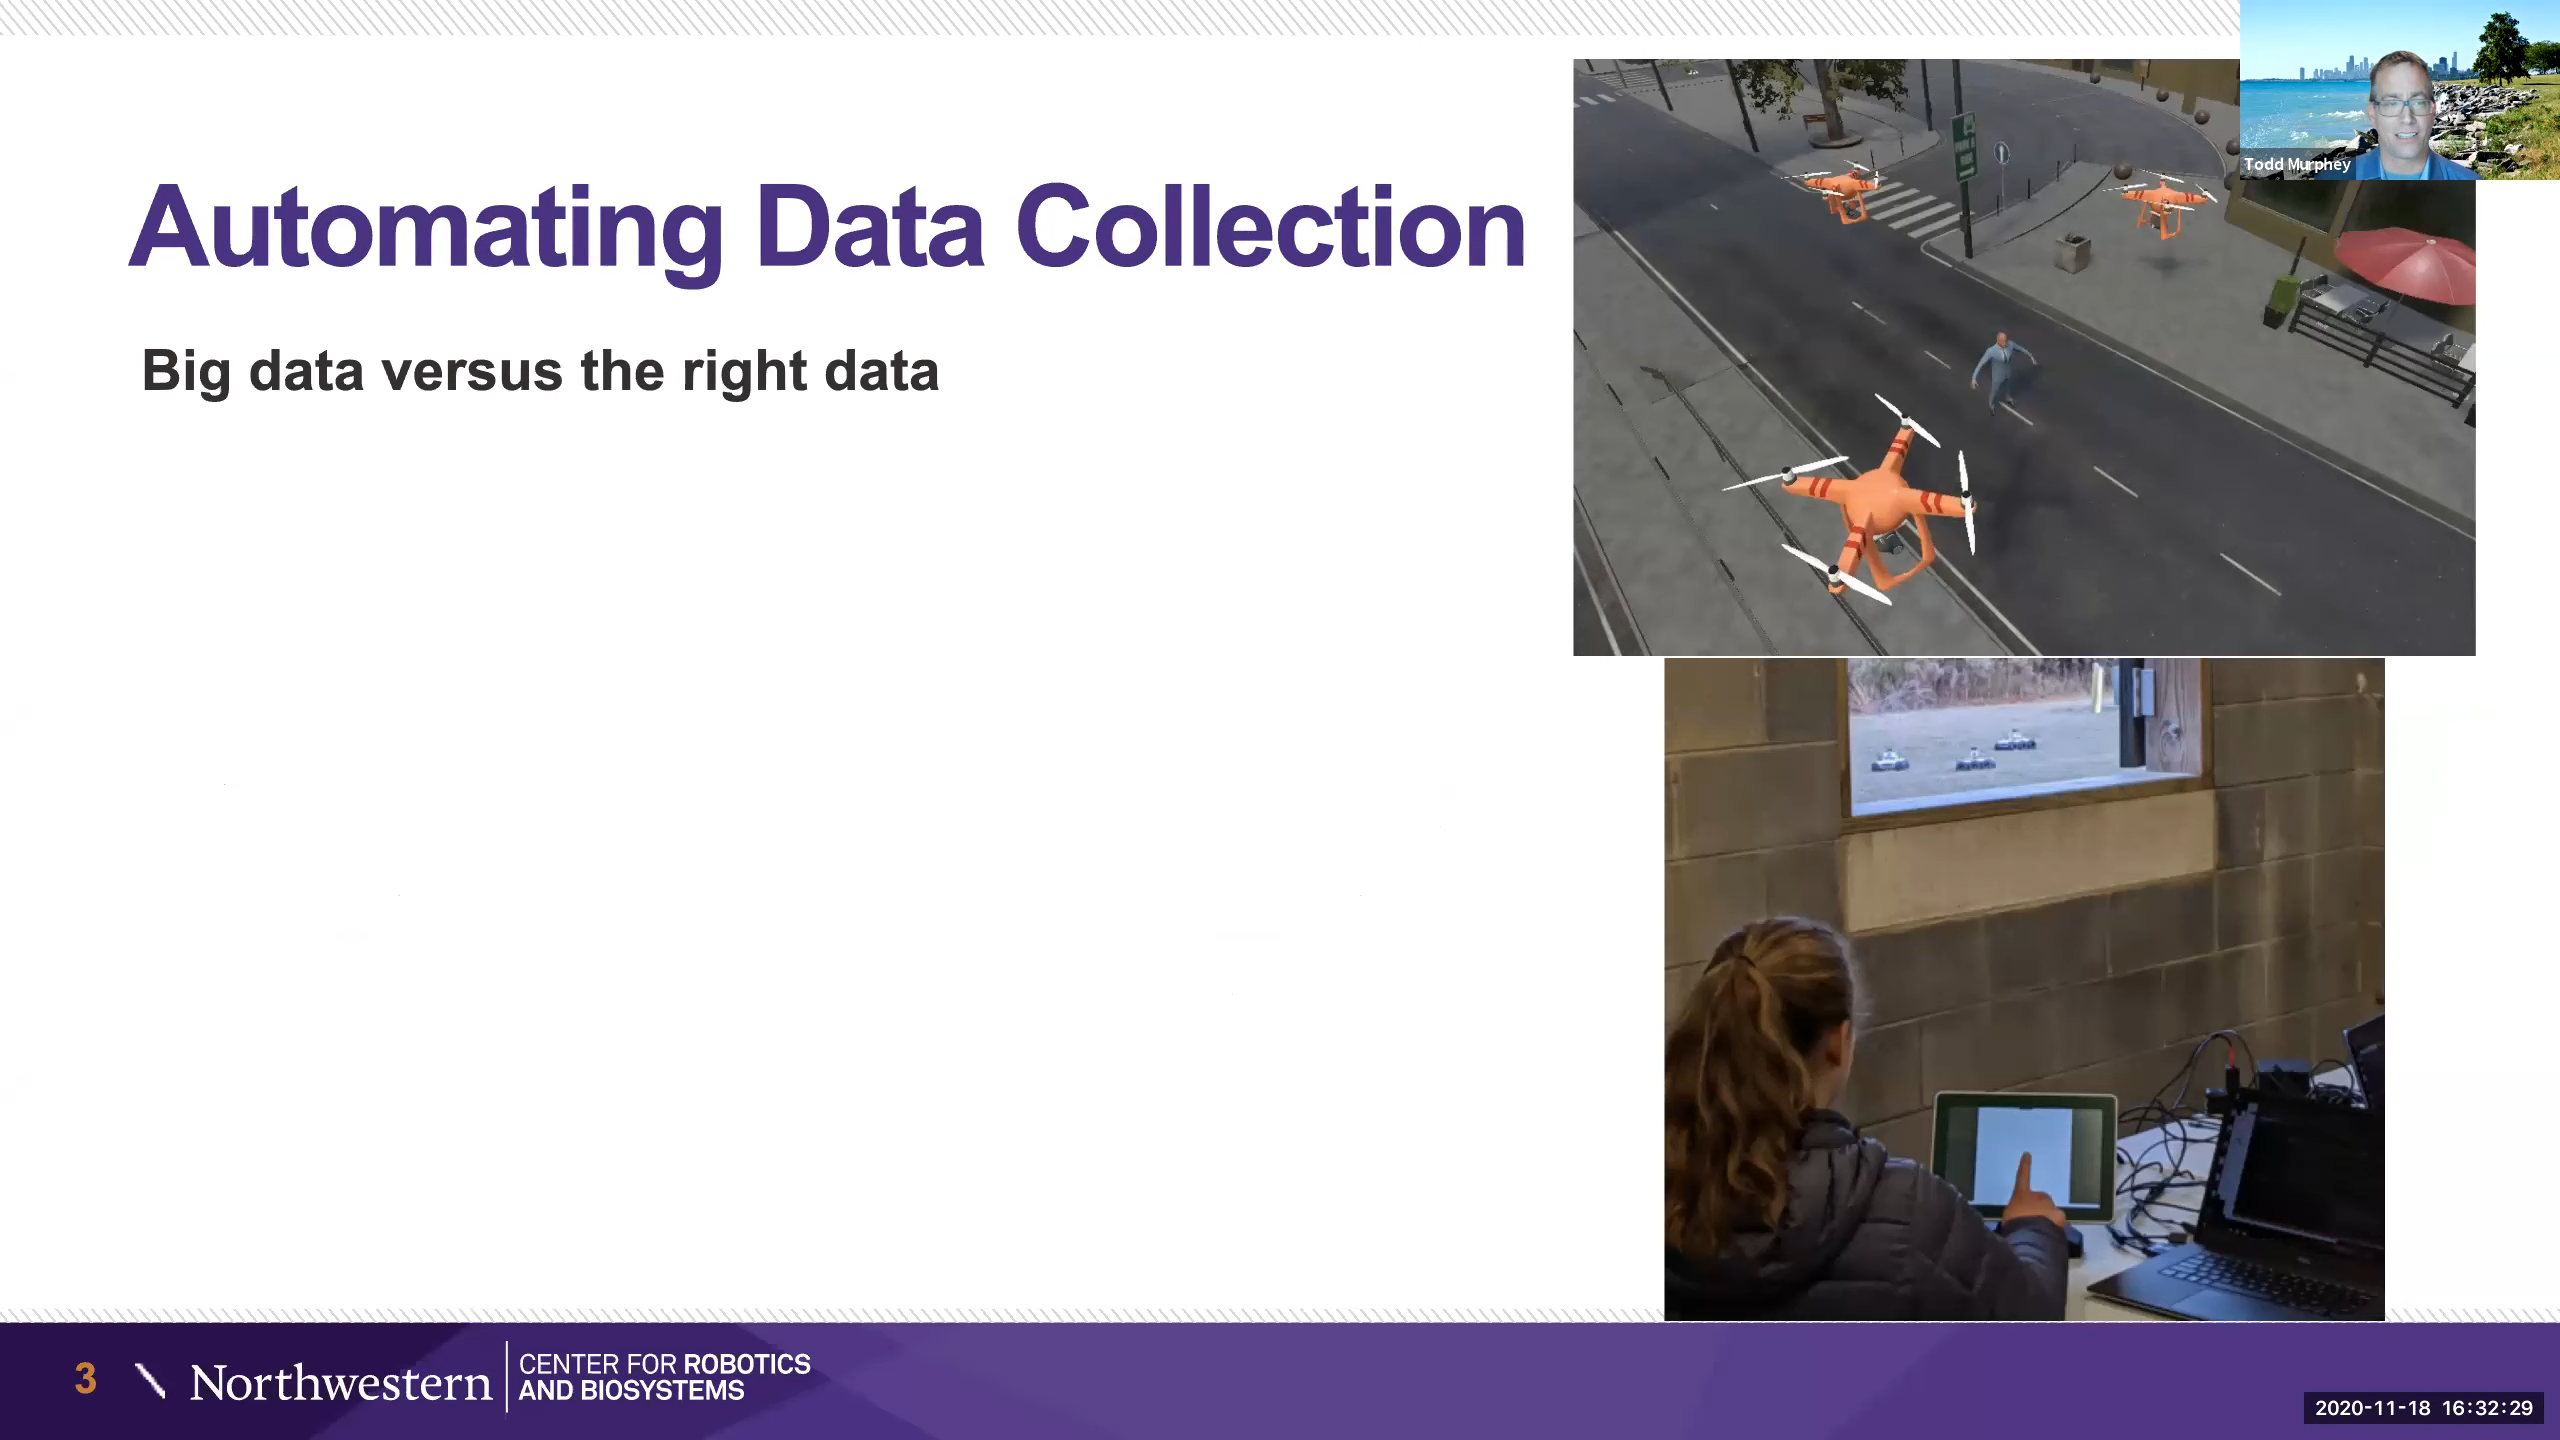 Automating Data Collection
Big data versus the right data
Todd Murphey
3
Northwestern
CENTER FOR ROBOTICS
AND BIOSYSTEMS
2020-11-18 16:32:29